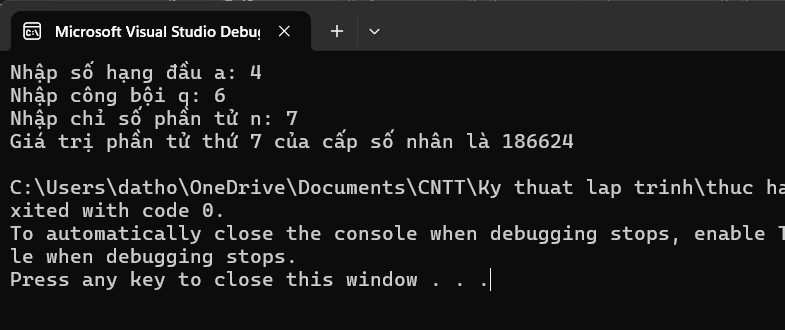 Microsoft Visual Studio Debug
Nhập số hạng đầu a: 4
Nhập công bội q: 6
Nhập chỉ số phần tử n: 7
Giá trị phần tử thứ 7 của cấp số nhân là 186624
C:\Users\datho\OneDrive\Documents\CNTT\Ky thuat lap trinh\thuc ha
xited with code 0.
To automatically close the console when debugging stops, enable T
le when debugging stops.
Press any key to close this window . . .